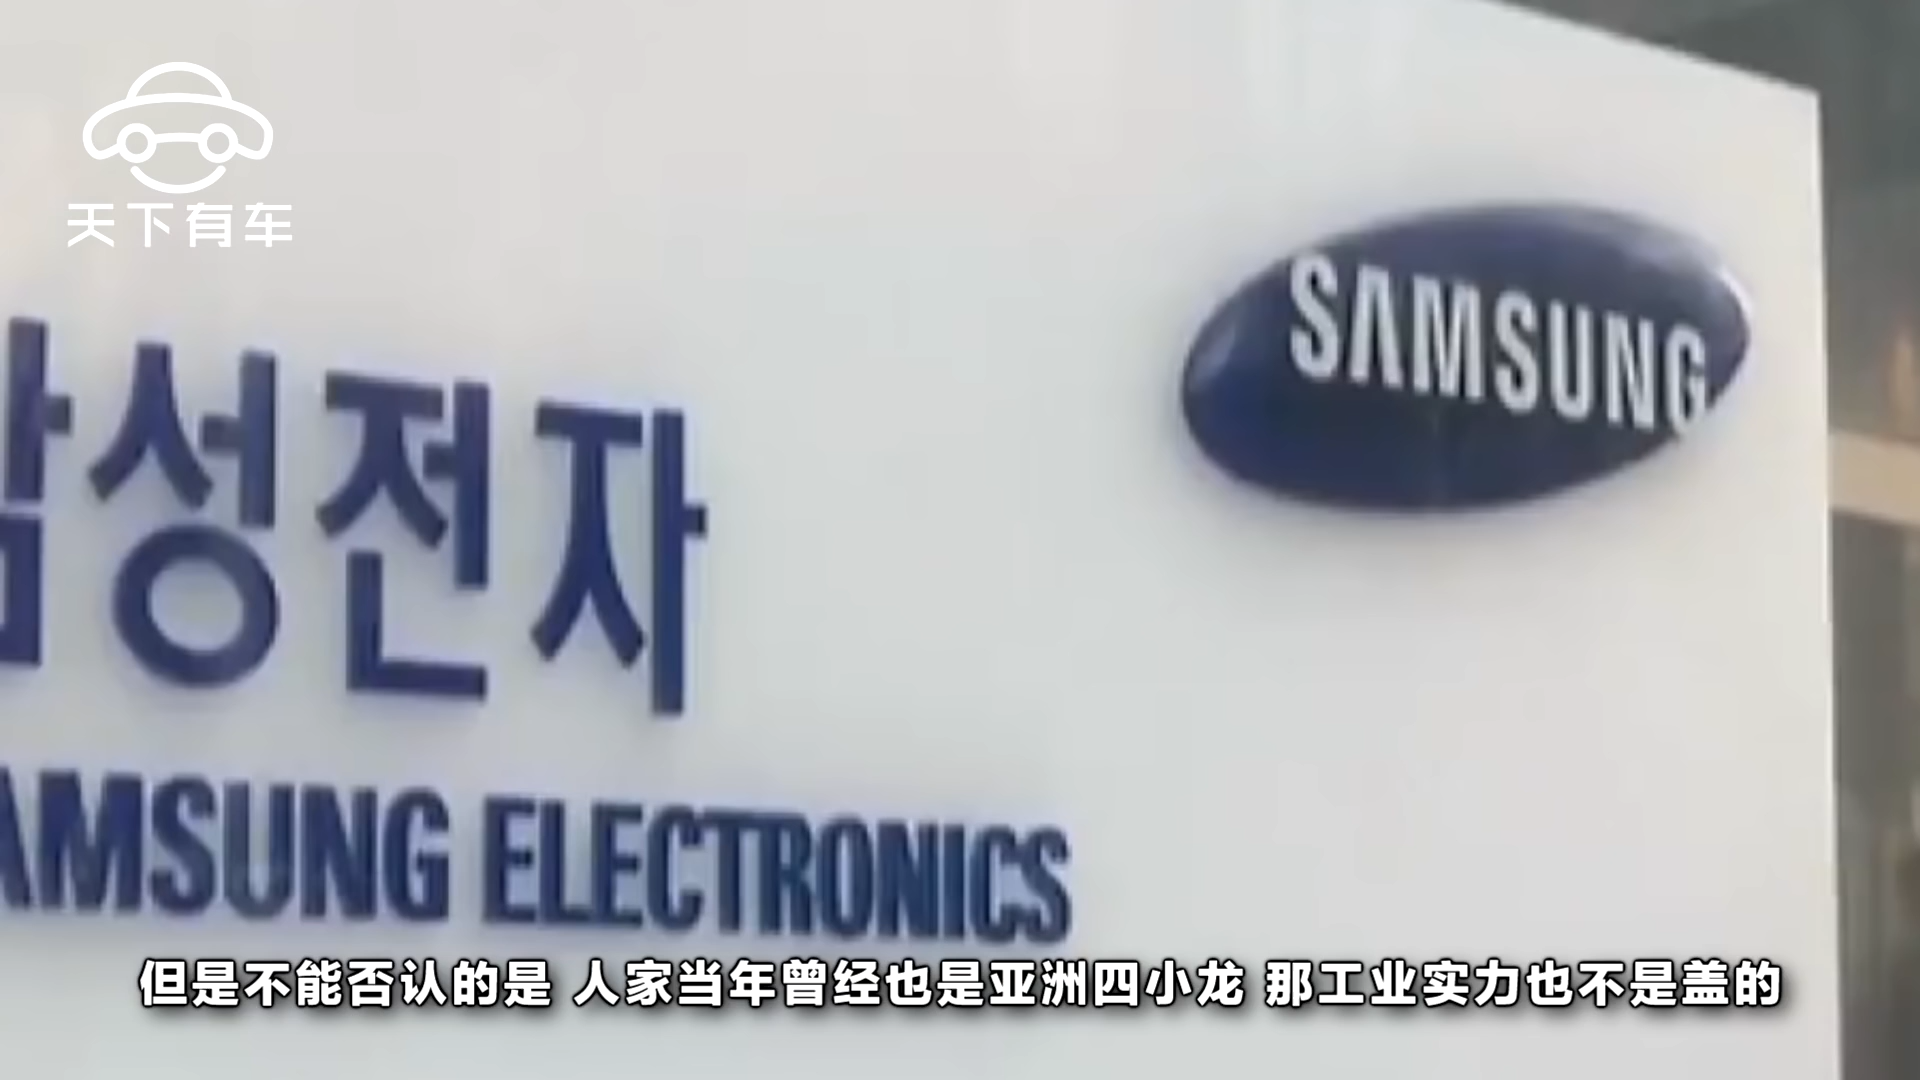 天下有车
SAMSUNG
삼성전자
SAMSUNG ELECTRONICS
但是不能否认的是 人家当年曾经也是亚洲四小龙 那工业实力也不是盖的